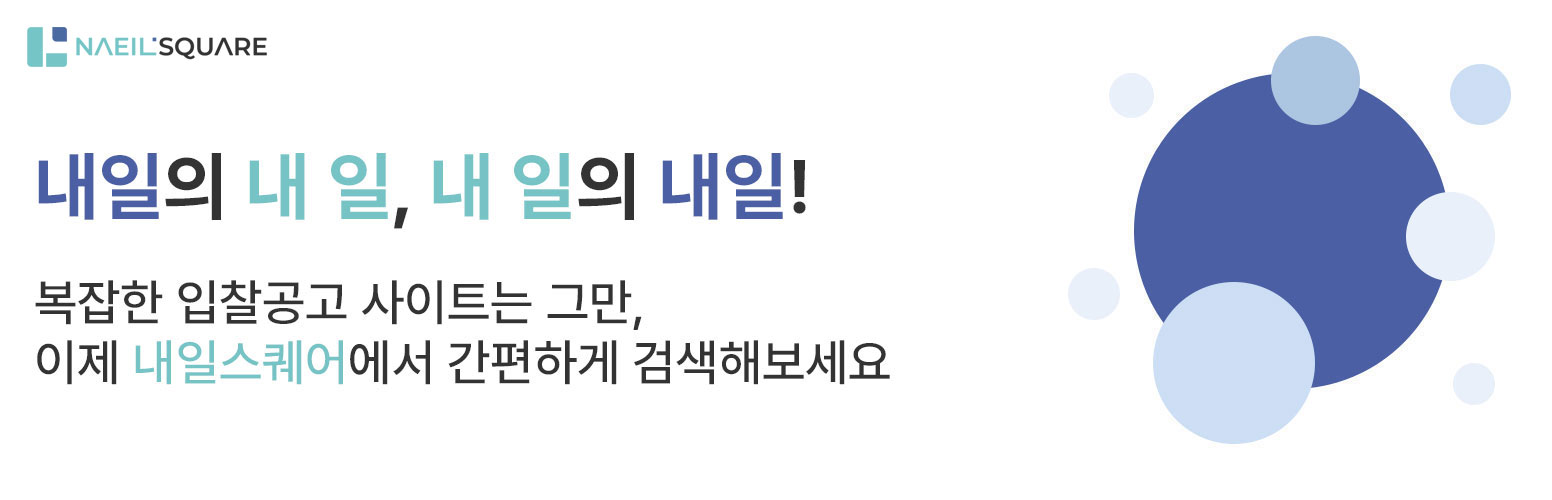 NAEIL SQUARE
내일의 내 일, 내 일의 내일!
복잡한 입찰공고 사이트는 그만,
이제 내일스퀘어에서 간편하게 검색해보세요